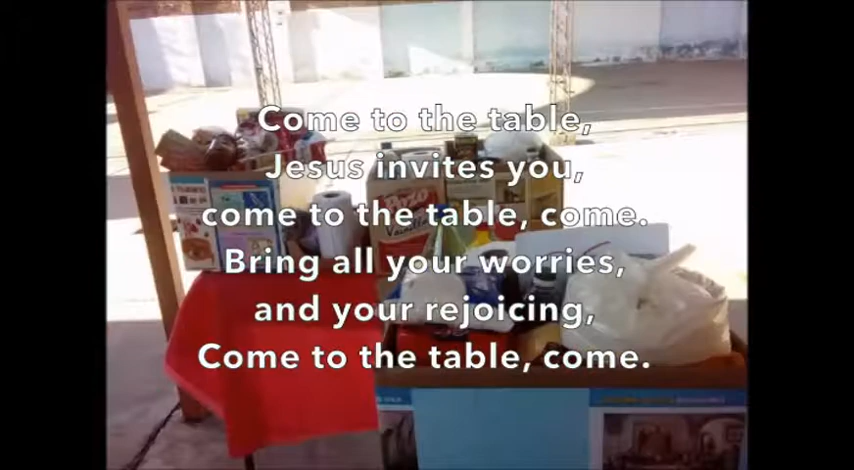 Come to the table,
Jesus invites you,
come to the table, come.
Bring all your worries,
and your rejoicing,
Come to the table, come.
Pozo